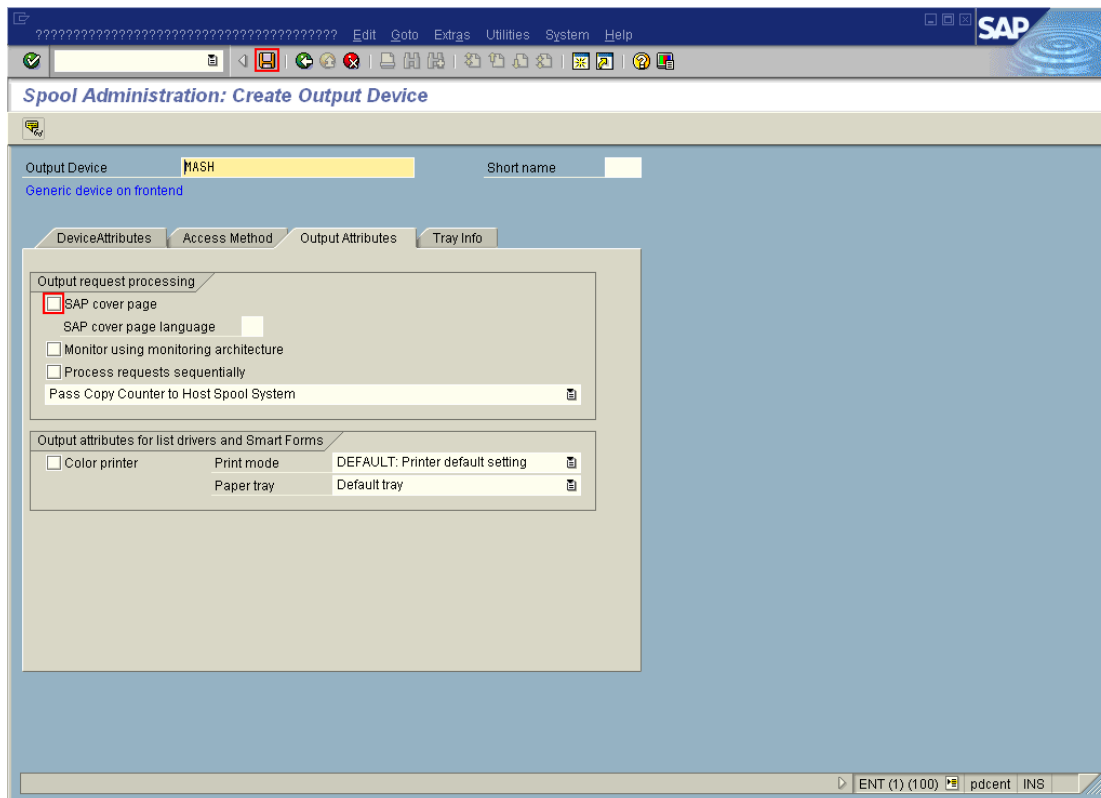 ???????????????????????????????????????? Edit Goto Extras Utilities System Help
SAP
Spool Administration: Create Output Device
Output Device MASH Short name
Generic device on frontend
DeviceAttributes Access Method Output Attributes Tray Info
Output request processing
SAP cover page
SAP cover page language
Monitor using monitoring architecture
Process requests sequentially
Pass Copy Counter to Host Spool System
Output attributes for list drivers and Smart Forms
Color printer Print mode DEFAULT: Printer default setting
Paper tray Default tray
ENT (1) (100) pdcent INS